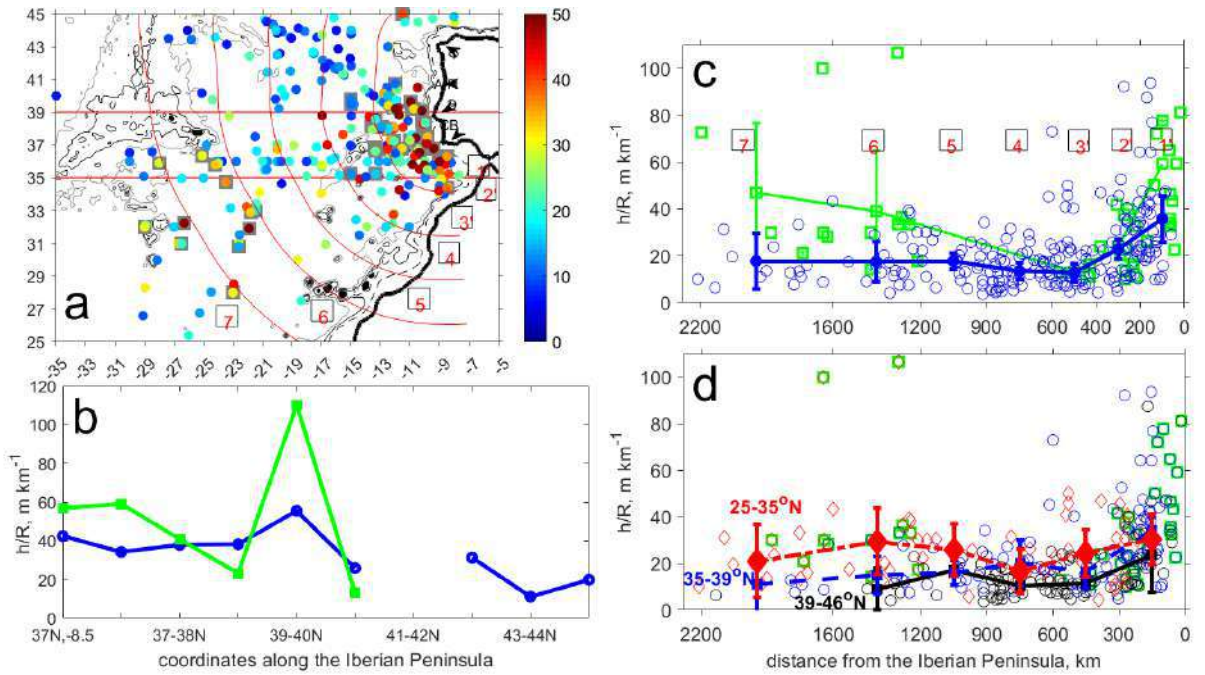 a
45
43
41
39
37
35
33
31
29
27
25
50
40
30
20
10
0
1'
2'
3'
4
5
6
7
-35 -33 -31 -29 -27 -25 -23 -21 -19 -17 -15 -13 -11 -9 -7 -5
b
120
100
80
60
40
20
0
h/R, m km⁻¹
37N,-8.5 37-38N 39-40N 41-42N 43-44N
coordinates along the Iberian Peninsula
c
100
80
60
40
20
0
h/R, m km⁻¹
7 6 5 4 3' 2' 1'
2200 1600 1200 900 600 400 200 0
d
100
80
60
40
20
0
h/R, m km⁻¹
25-35°N
35-39°N
39-46°N
2200 1600 1200 900 600 400 200 0
distance from the Iberian Peninsula, km